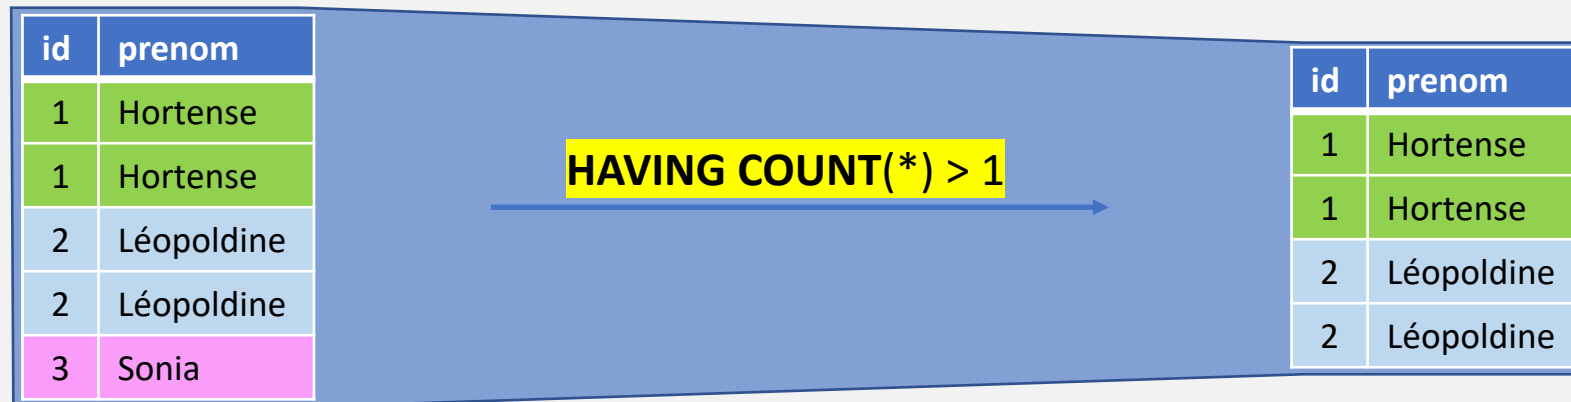 id prenom
1 Hortense
1 Hortense
2 Léopoldine
2 Léopoldine
3 Sonia
HAVING COUNT(*) > 1
id prenom
1 Hortense
1 Hortense
2 Léopoldine
2 Léopoldine